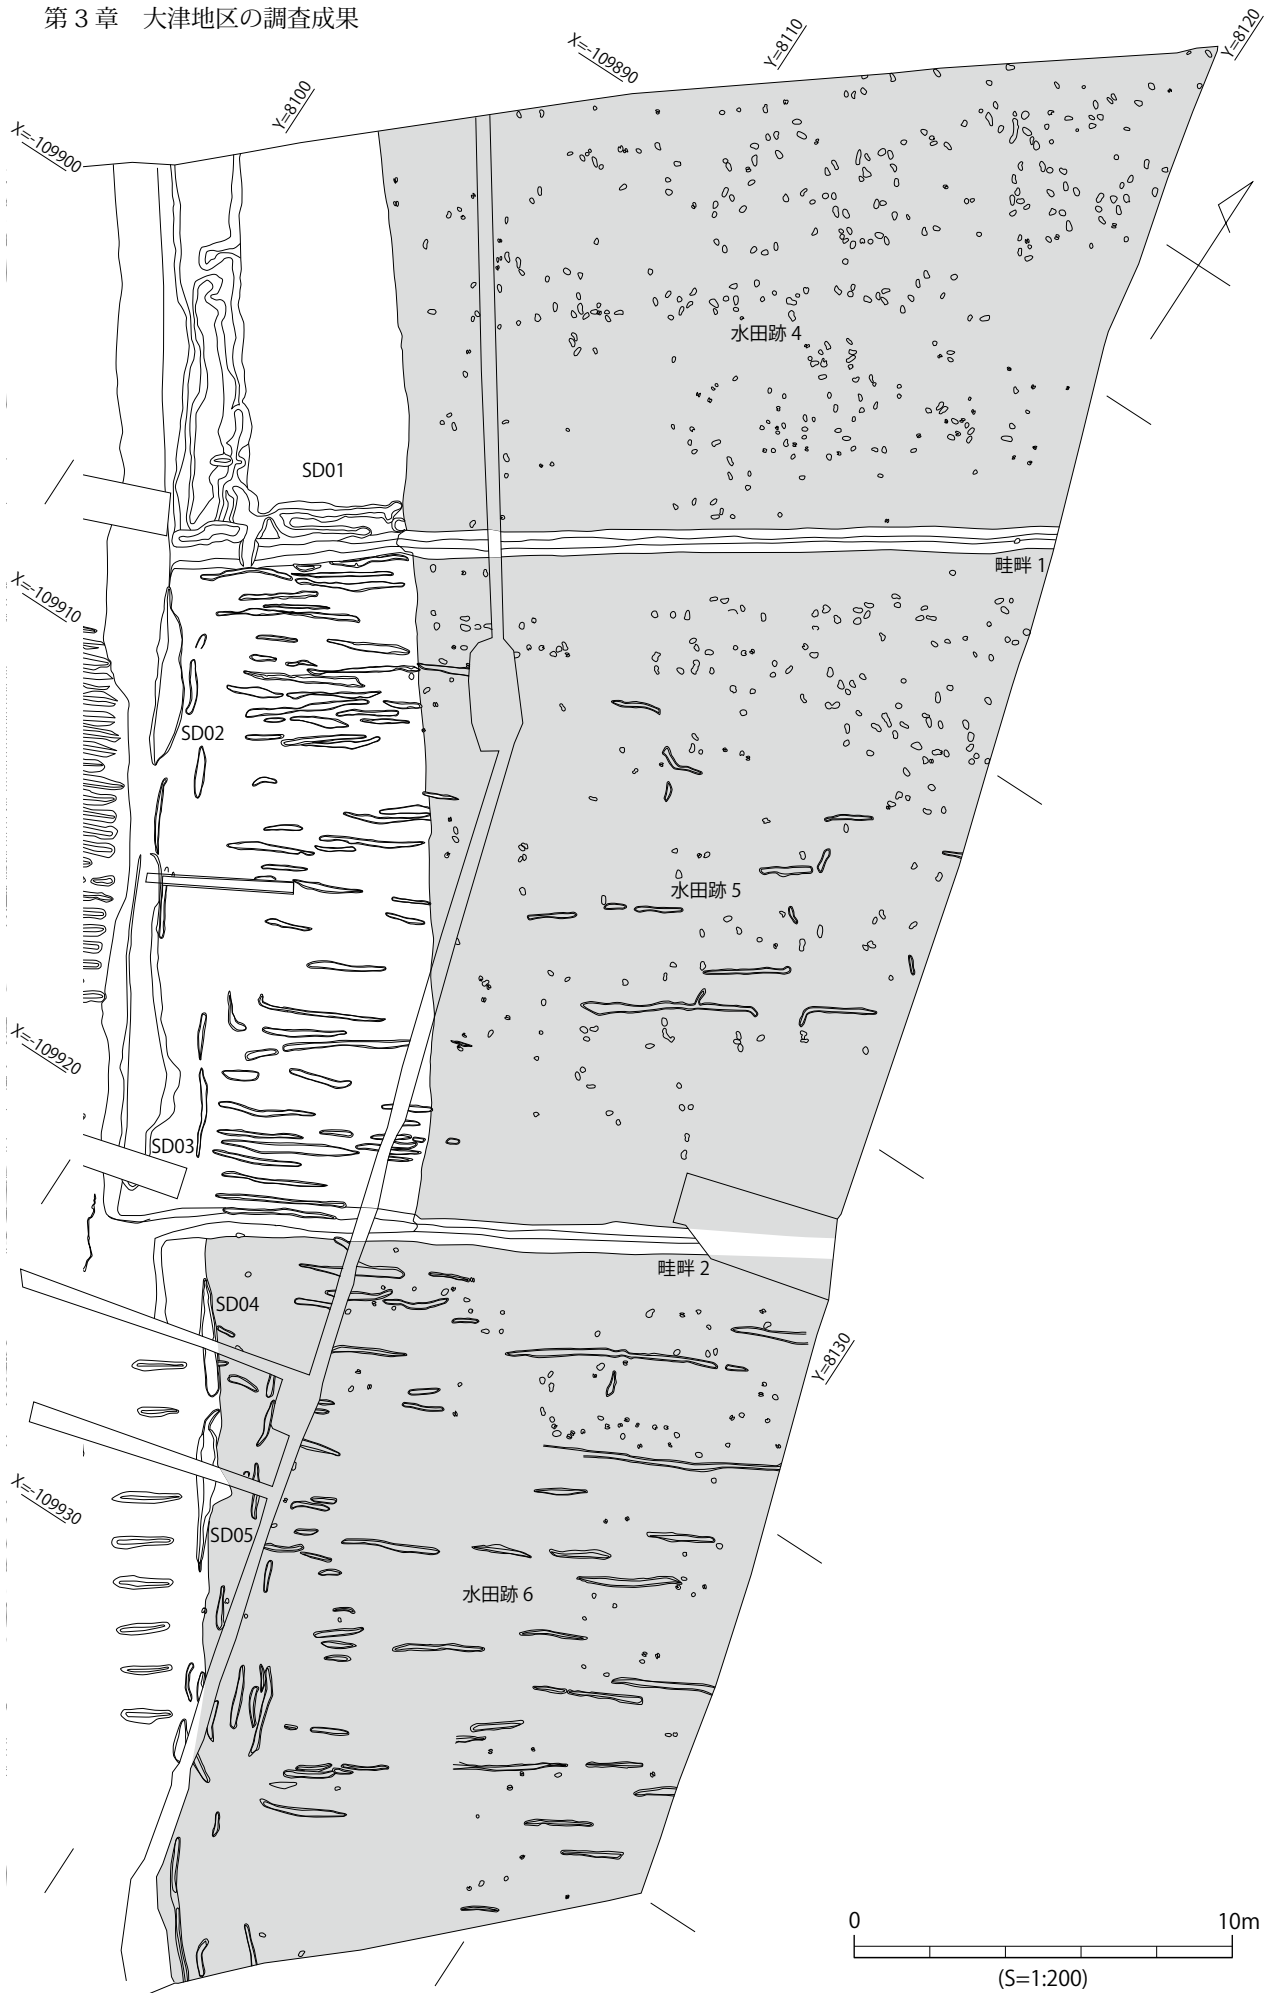 第３章　大津地区の調査成果
X=-109890
Y=8110
Y=8120
Y=8100
X=-109900
水田跡 4
SD01
畦畔 1
X=-109910
SD02
水田跡 5
X=-109920
SD03
畦畔 2
SD04
Y=8130
X=-109930
SD05
水田跡 6
0 10m
(S=1:200)